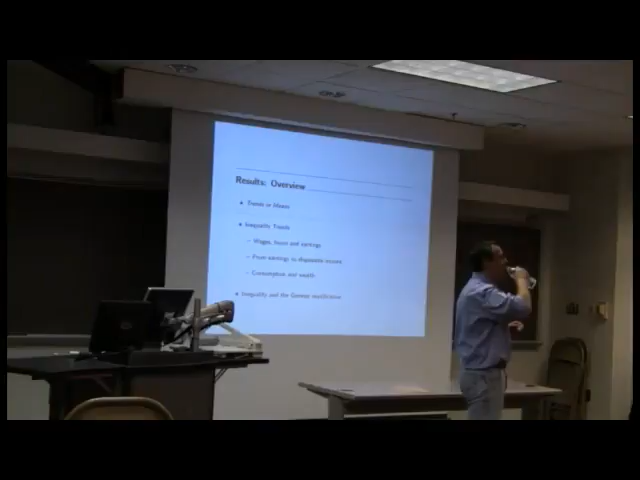 Results: Overview
• Trends in Means
• Inequality Trends
– Wages, hours and earnings
– From earnings to disposable income
– Consumption and wealth
• Inequality and the German reunification